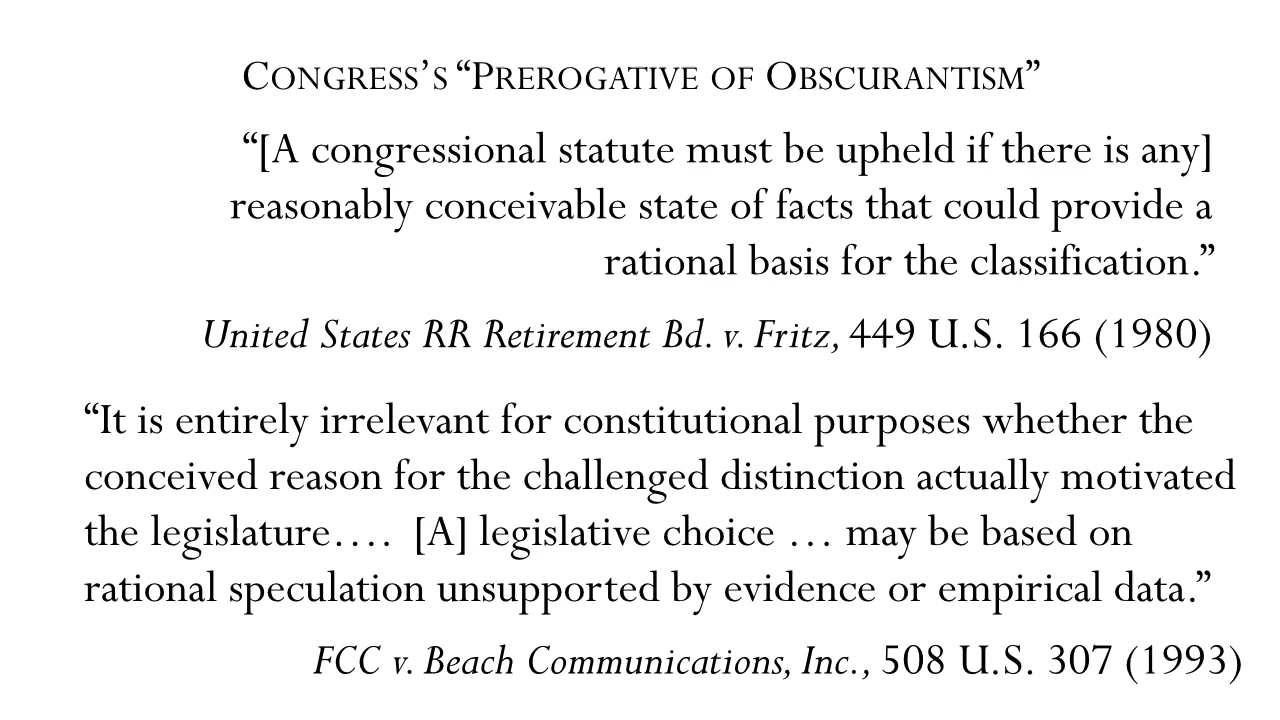 CONGRESS’S “PREROGATIVE OF OBSCURANTISM”
“[A congressional statute must be upheld if there is any]
reasonably conceivable state of facts that could provide a
rational basis for the classification.”
United States RR Retirement Bd. v. Fritz, 449 U.S. 166 (1980)
“It is entirely irrelevant for constitutional purposes whether the
conceived reason for the challenged distinction actually motivated
the legislature…. [A] legislative choice … may be based on
rational speculation unsupported by evidence or empirical data.”
FCC v. Beach Communications, Inc., 508 U.S. 307 (1993)